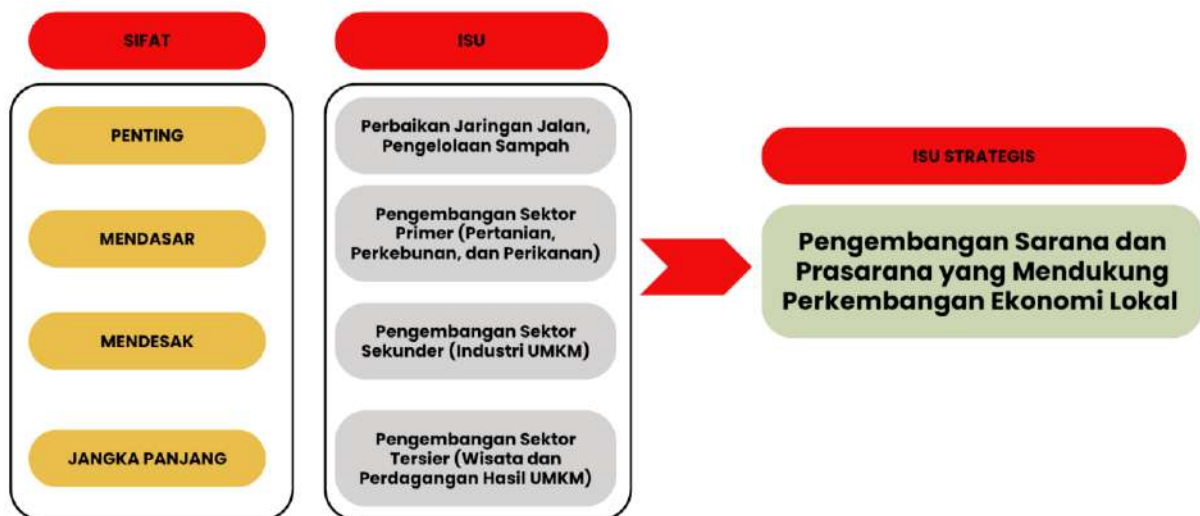 SIFAT
ISU
PENTING
Perbaikan Jaringan Jalan,
Pengelolaan Sampah
MENDASAR
Pengembangan Sektor
Primer (Pertanian,
Perkebunan, dan Perikanan)
MENDESAK
Pengembangan Sektor
Sekunder (Industri UMKM)
JANGKA PANJANG
Pengembangan Sektor
Tersier (Wisata dan
Perdagangan Hasil UMKM)
ISU STRATEGIS
Pengembangan Sarana dan
Prasarana yang Mendukung
Perkembangan Ekonomi Lokal